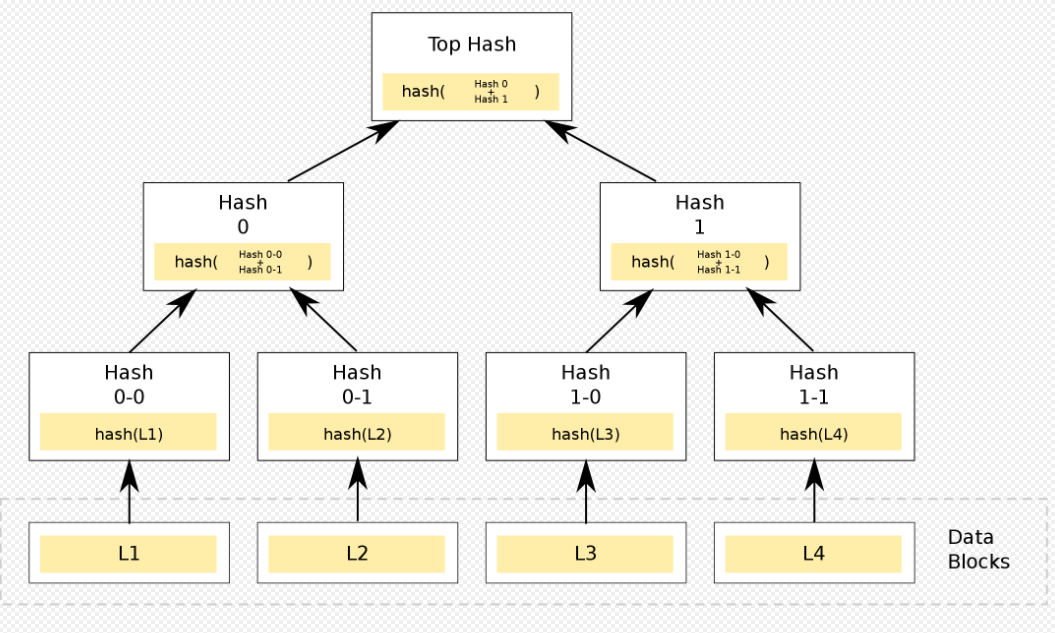 Top Hash
hash( Hash 0 + Hash 1 )
Hash
0
hash( Hash 0-0 + Hash 0-1 )
Hash
1
hash( Hash 1-0 + Hash 1-1 )
Hash
0-0
hash(L1)
Hash
0-1
hash(L2)
Hash
1-0
hash(L3)
Hash
1-1
hash(L4)
L1
L2
L3
L4
Data
Blocks